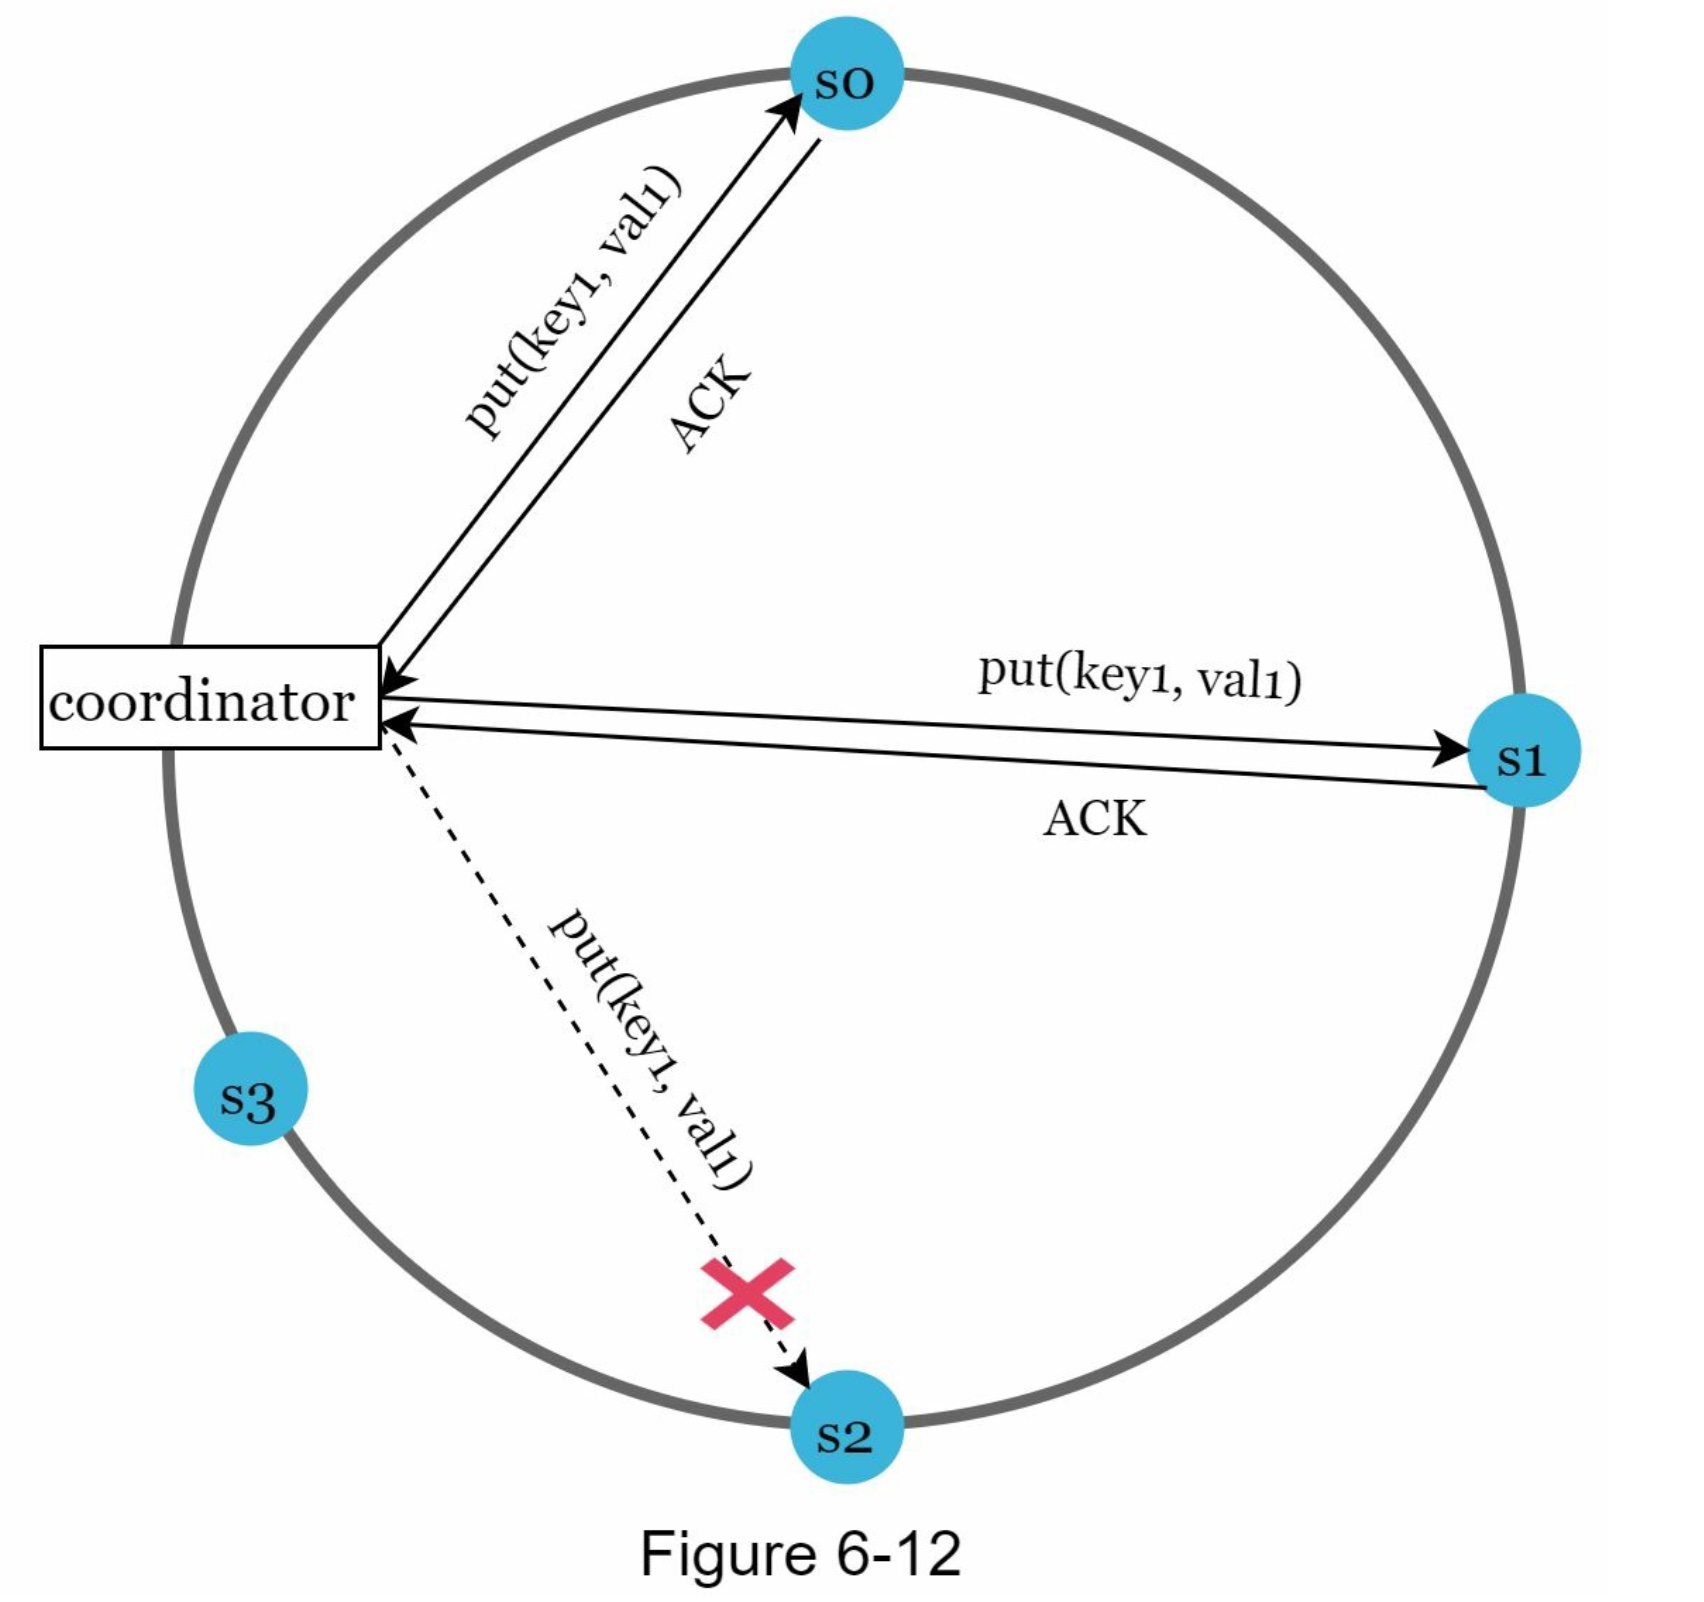 s0
put(key1, val1)
ACK
put(key1, val1)
coordinator
s1
ACK
put(key1, val1)
s3
s2
Figure 6-12